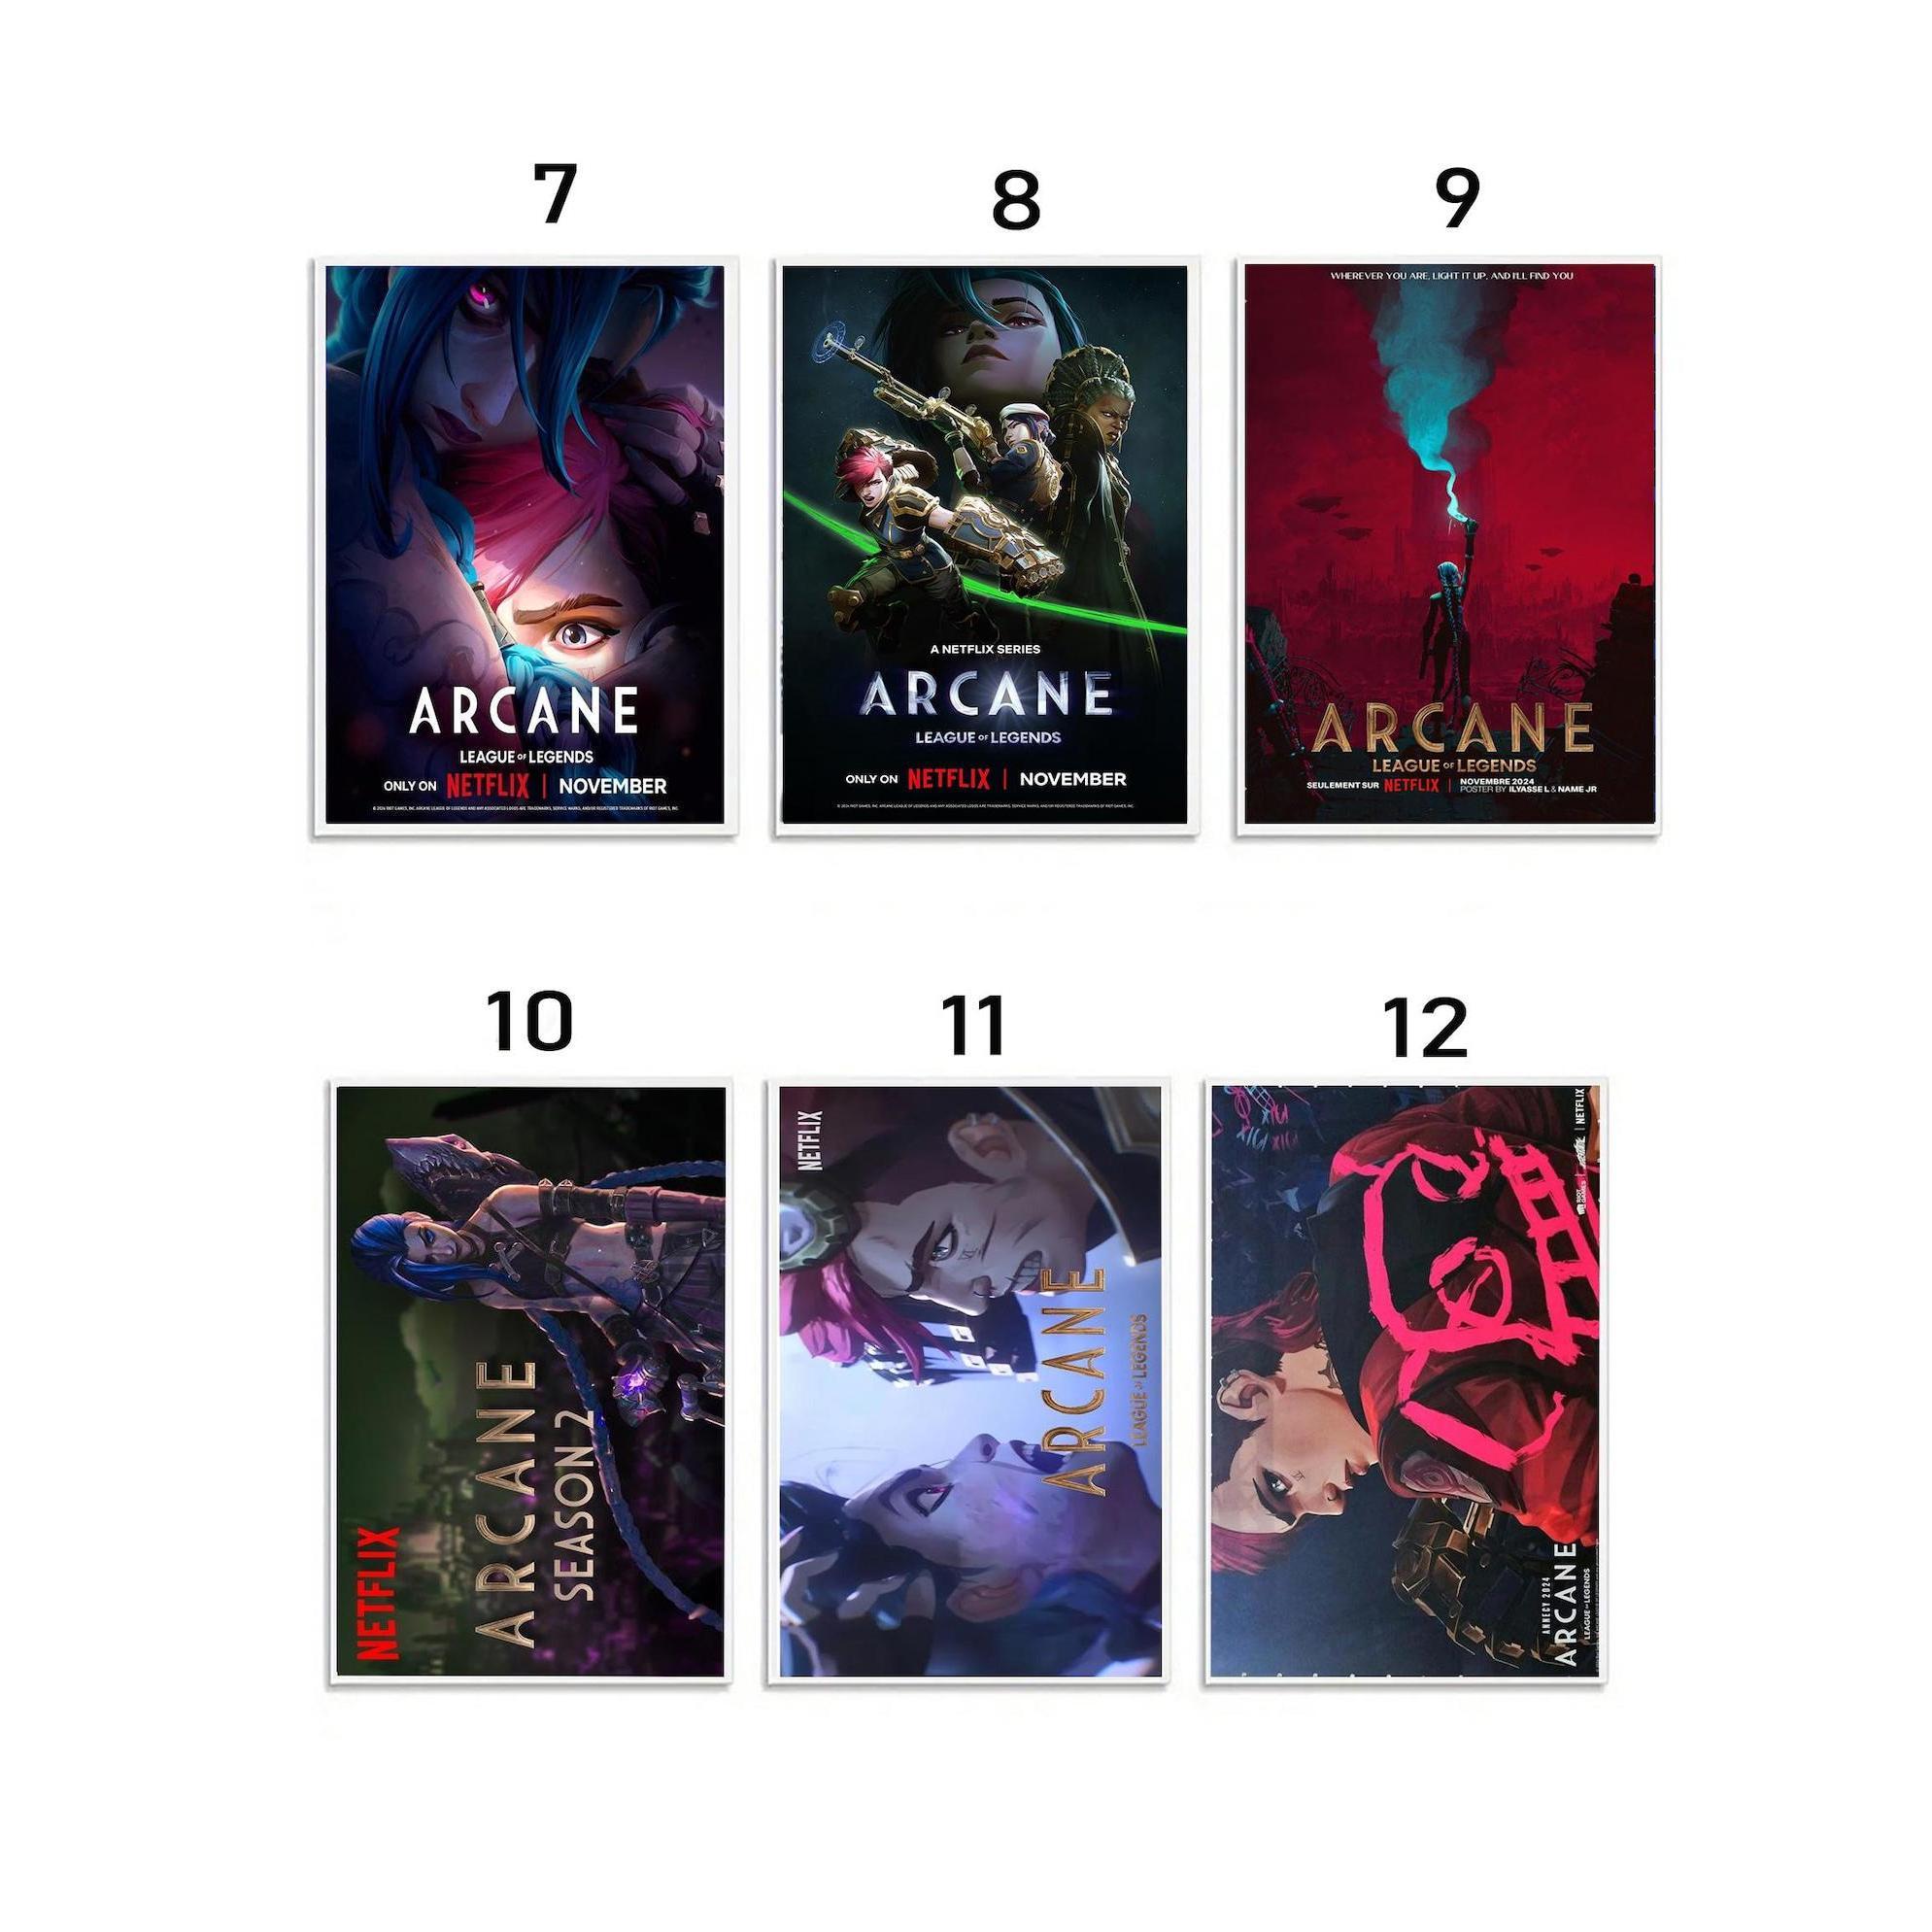 7
8
9
ARCANE
LEAGUE OF LEGENDS
ONLY ON NETFLIX | NOVEMBER
A NETFLIX SERIES
ARCANE
LEAGUE OF LEGENDS
ONLY ON NETFLIX | NOVEMBER
WHEREVER YOU ARE, LIGHT IT UP, AND I'LL FIND YOU
ARCANE
LEAGUE OF LEGENDS
SEULEMENT SUR NETFLIX | NOVEMBRE 2024
POSTER BY ILYASSE L & NAME JR
10
11
12
NETFLIX
ARCANE
SEASON 2
NETFLIX
ARCANE
LEAGUE OF LEGENDS
ANNECY 2024
ARCANE
LEAGUE OF LEGENDS
RIOT GAMES
NETFLIX